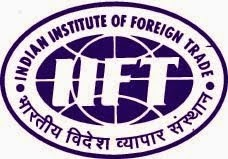 • INDIAN INSTITUTE OF FOREIGN TRADE •
IIFT
भारतीय विदेश व्यापार संस्थान